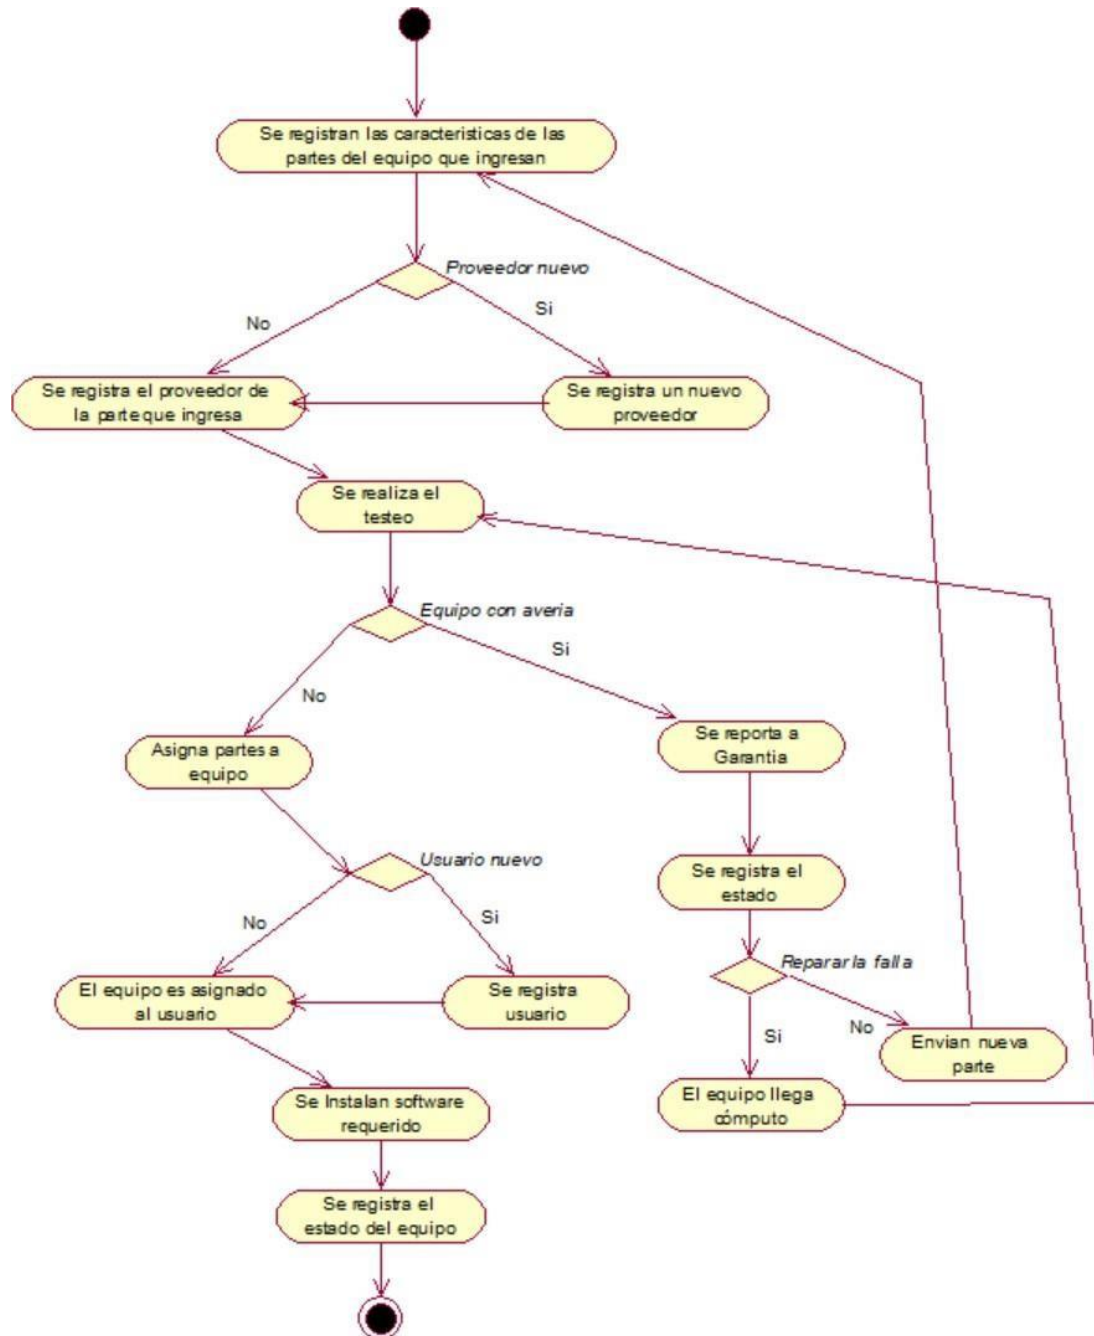 Se registran las caracteristicas de las
partes del equipo que ingresan
Proveedor nuevo
No
Si
Se registra el proveedor de
la parte que ingresa
Se registra un nuevo
proveedor
Se realiza el
testeo
Equipo con averia
Si
No
Asigna partes a
equipo
Se reporta a
Garantia
Usuario nuevo
Se registra el
estado
No
Si
Reparar la falla
El equipo es asignado
al usuario
Se registra
usuario
Si
No
Envian nueva
parte
Se Instalan software
requerido
El equipo llega
cómputo
Se registra el
estado del equipo